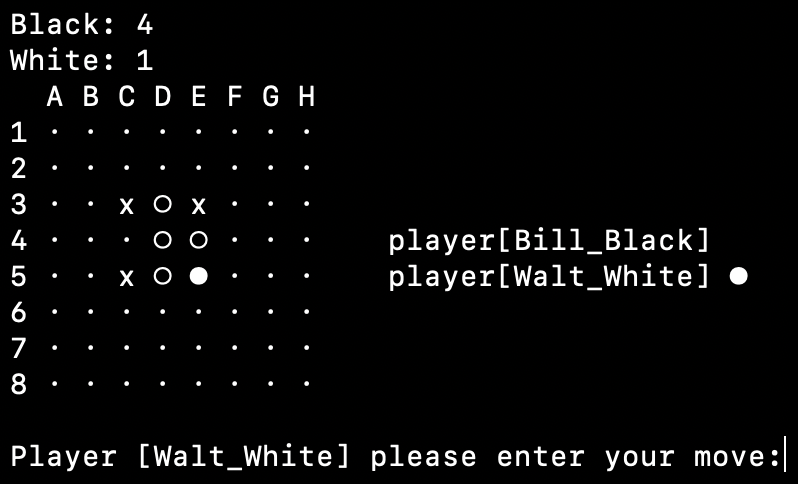 Black: 4
White: 1
  A B C D E F G H
1 · · · · · · · ·
2 · · · · · · · ·
3 · · x ○ x · · ·
4 · · · ○ ○ · · ·    player[Bill_Black]
5 · · x ○ ● · · ·    player[Walt_White] ●
6 · · · · · · · ·
7 · · · · · · · ·
8 · · · · · · · ·
Player [Walt_White] please enter your move: